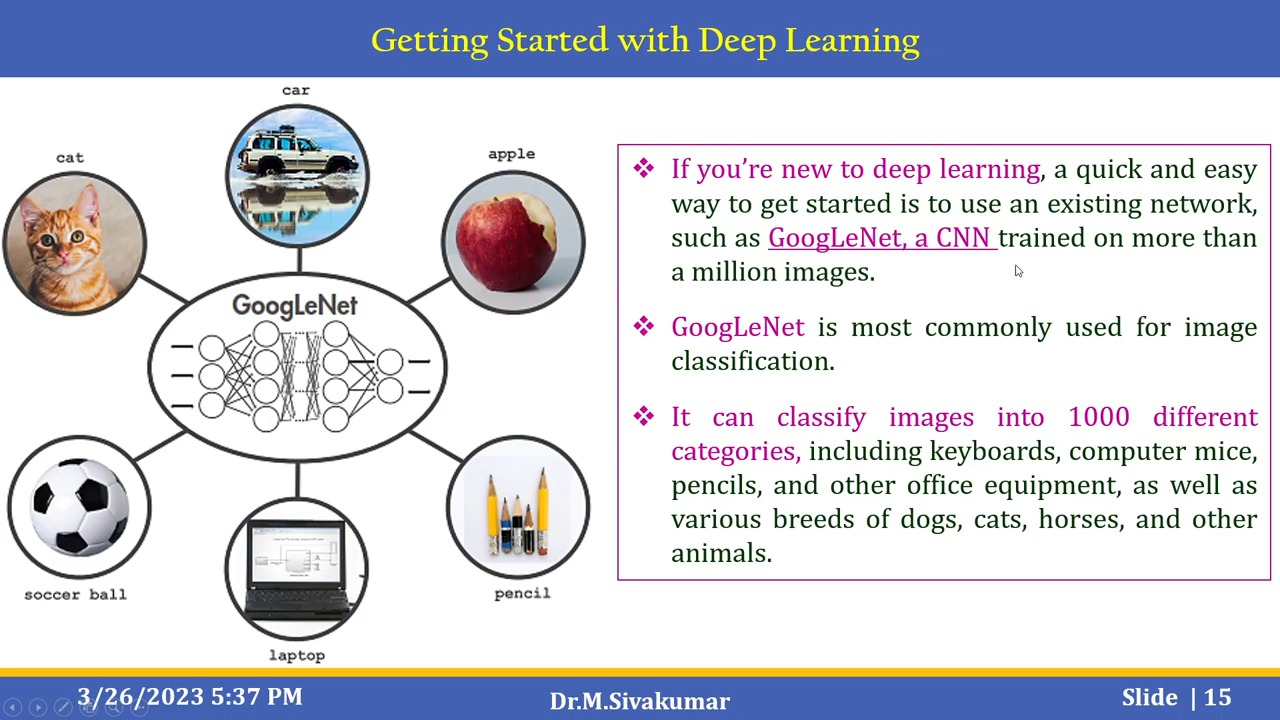 Getting Started with Deep Learning
car
cat
apple
GoogLeNet
soccer ball
pencil
laptop
❖ If you're new to deep learning, a quick and easy
way to get started is to use an existing network,
such as GoogLeNet, a CNN trained on more than
a million images.
❖ GoogLeNet is most commonly used for image
classification.
❖ It can classify images into 1000 different
categories, including keyboards, computer mice,
pencils, and other office equipment, as well as
various breeds of dogs, cats, horses, and other
animals.
3/26/2023 5:37 PM
Dr.M.Sivakumar
Slide | 15